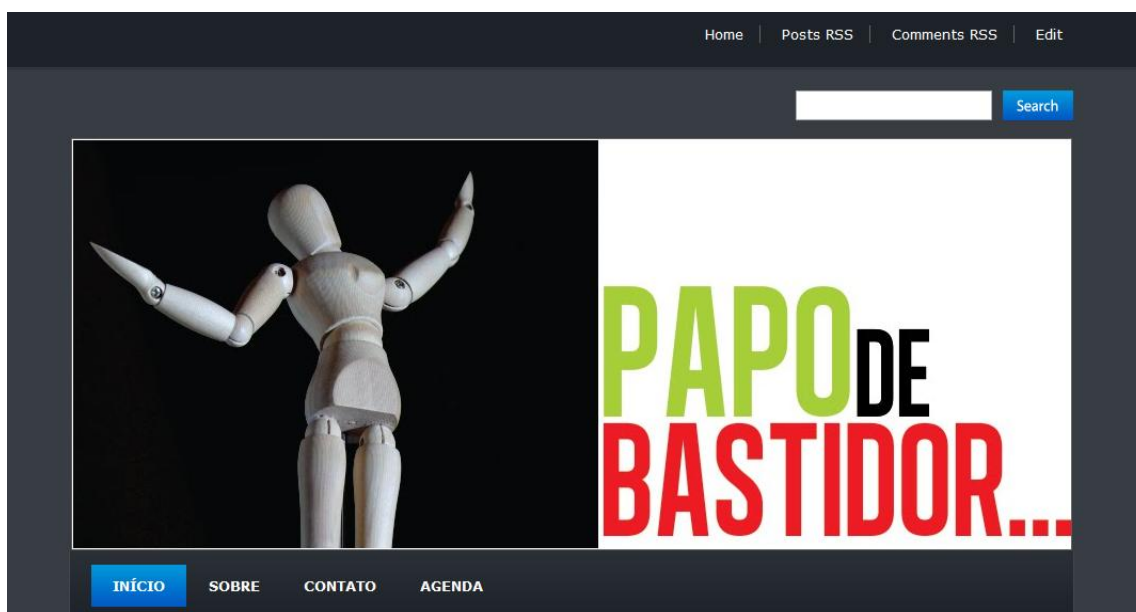 Home Posts RSS Comments RSS Edit
Search
PAPO DE
BASTIDOR...
INÍCIO SOBRE CONTATO AGENDA